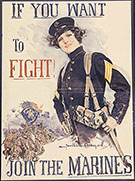 IF YOU WANT
To
FIGHT!
JOIN THE MARINES